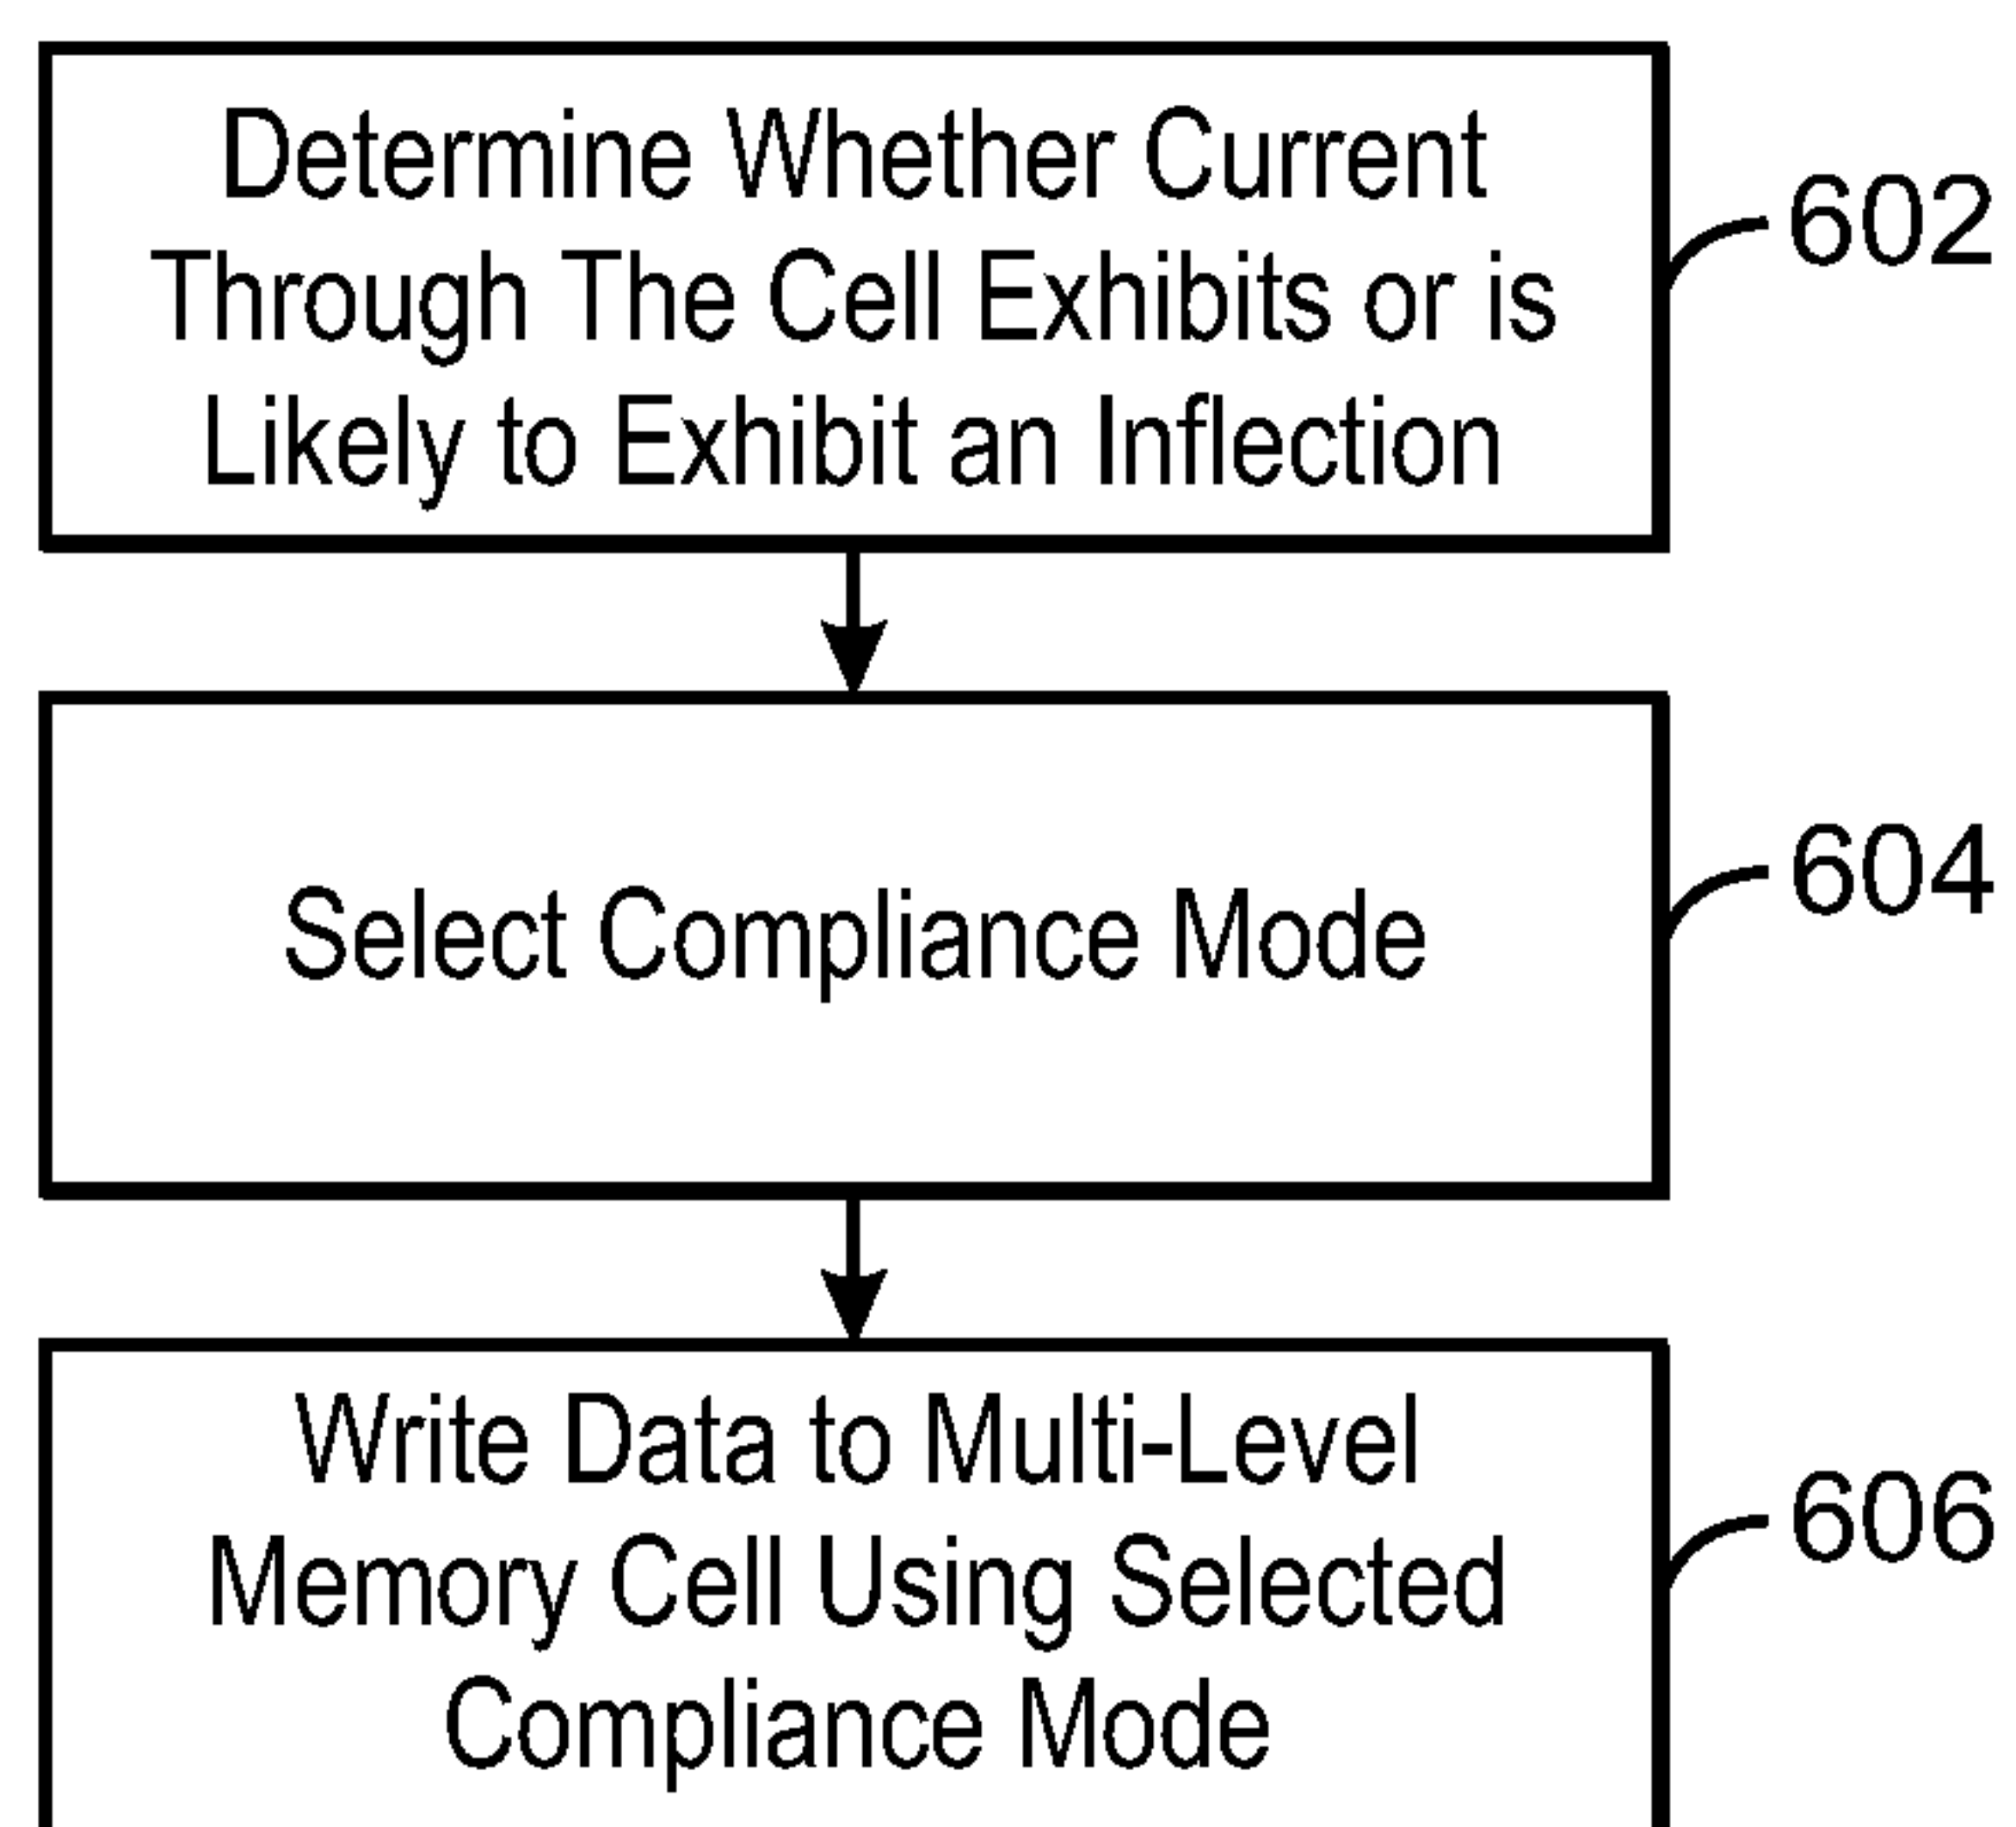 Determine Whether Current
Through The Cell Exhibits or is
Likely to Exhibit an Inflection
602
Select Compliance Mode
604
Write Data to Multi-Level
Memory Cell Using Selected
Compliance Mode
606